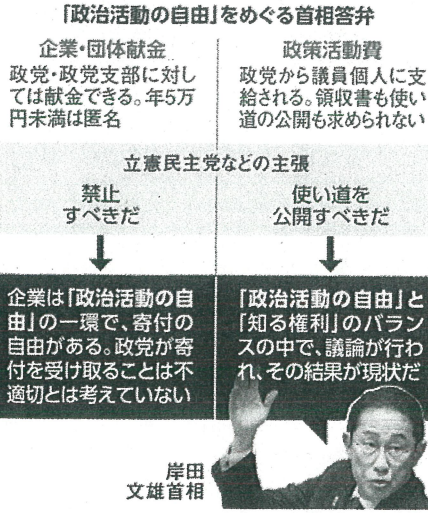 「政治活動の自由」をめぐる首相答弁
企業・団体献金
政党・政党支部に対し
ては献金できる。年5万
円未満は匿名
政策活動費
政党から議員個人に支
給される。領収書も使い
道の公開も求められない
立憲民主党などの主張
禁止
すべきだ
使い道を
公開すべきだ
企業は「政治活動の自
由」の一環で、寄付の
自由がある。政党が寄
付を受け取ることは不
適切とは考えていない
「政治活動の自由」と
「知る権利」のバラン
スの中で、議論が行わ
れ、その結果が現状だ
岸田
文雄首相